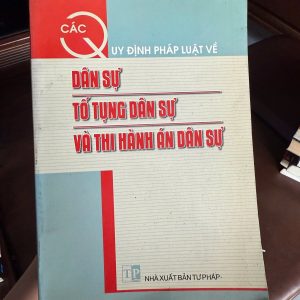 CÁC
QUY ĐỊNH PHÁP LUẬT VỀ
DÂN SỰ
TỐ TỤNG DÂN SỰ
VÀ THI HÀNH ÁN DÂN SỰ
TP
NHÀ XUẤT BẢN TƯ PHÁP